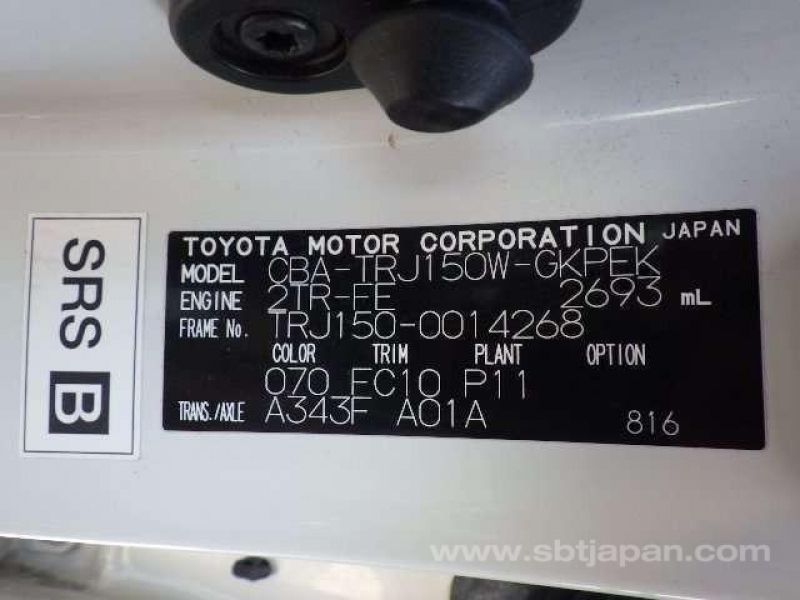 SRS B
TOYOTA MOTOR CORPORATION JAPAN
MODEL CBA-TRJ150W-GKPEK
ENGINE 2TR-FE 2693 mL
FRAME No. TRJ150-0014268
COLOR TRIM PLANT OPTION
070 FC10 P11
TRANS./AXLE A343F A01A 816
www.sbtjapan.com